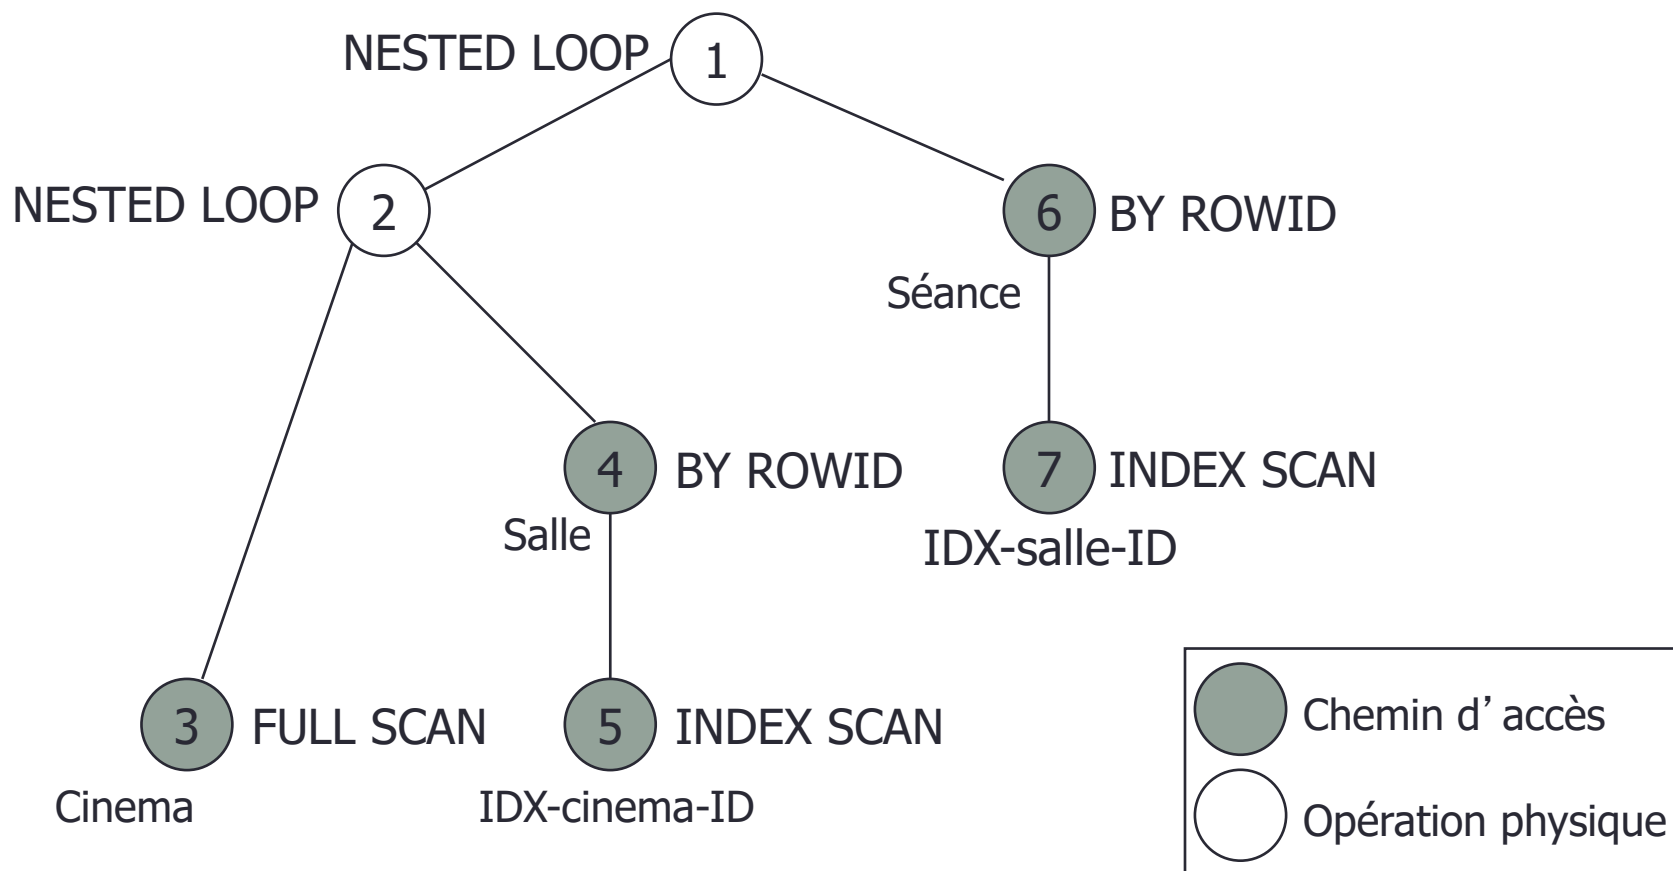 NESTED LOOP 1
NESTED LOOP 2
6 BY ROWID
Séance
4 BY ROWID
7 INDEX SCAN
Salle
IDX-salle-ID
3 FULL SCAN
5 INDEX SCAN
Cinema
IDX-cinema-ID
Chemin d’accès
Opération physique